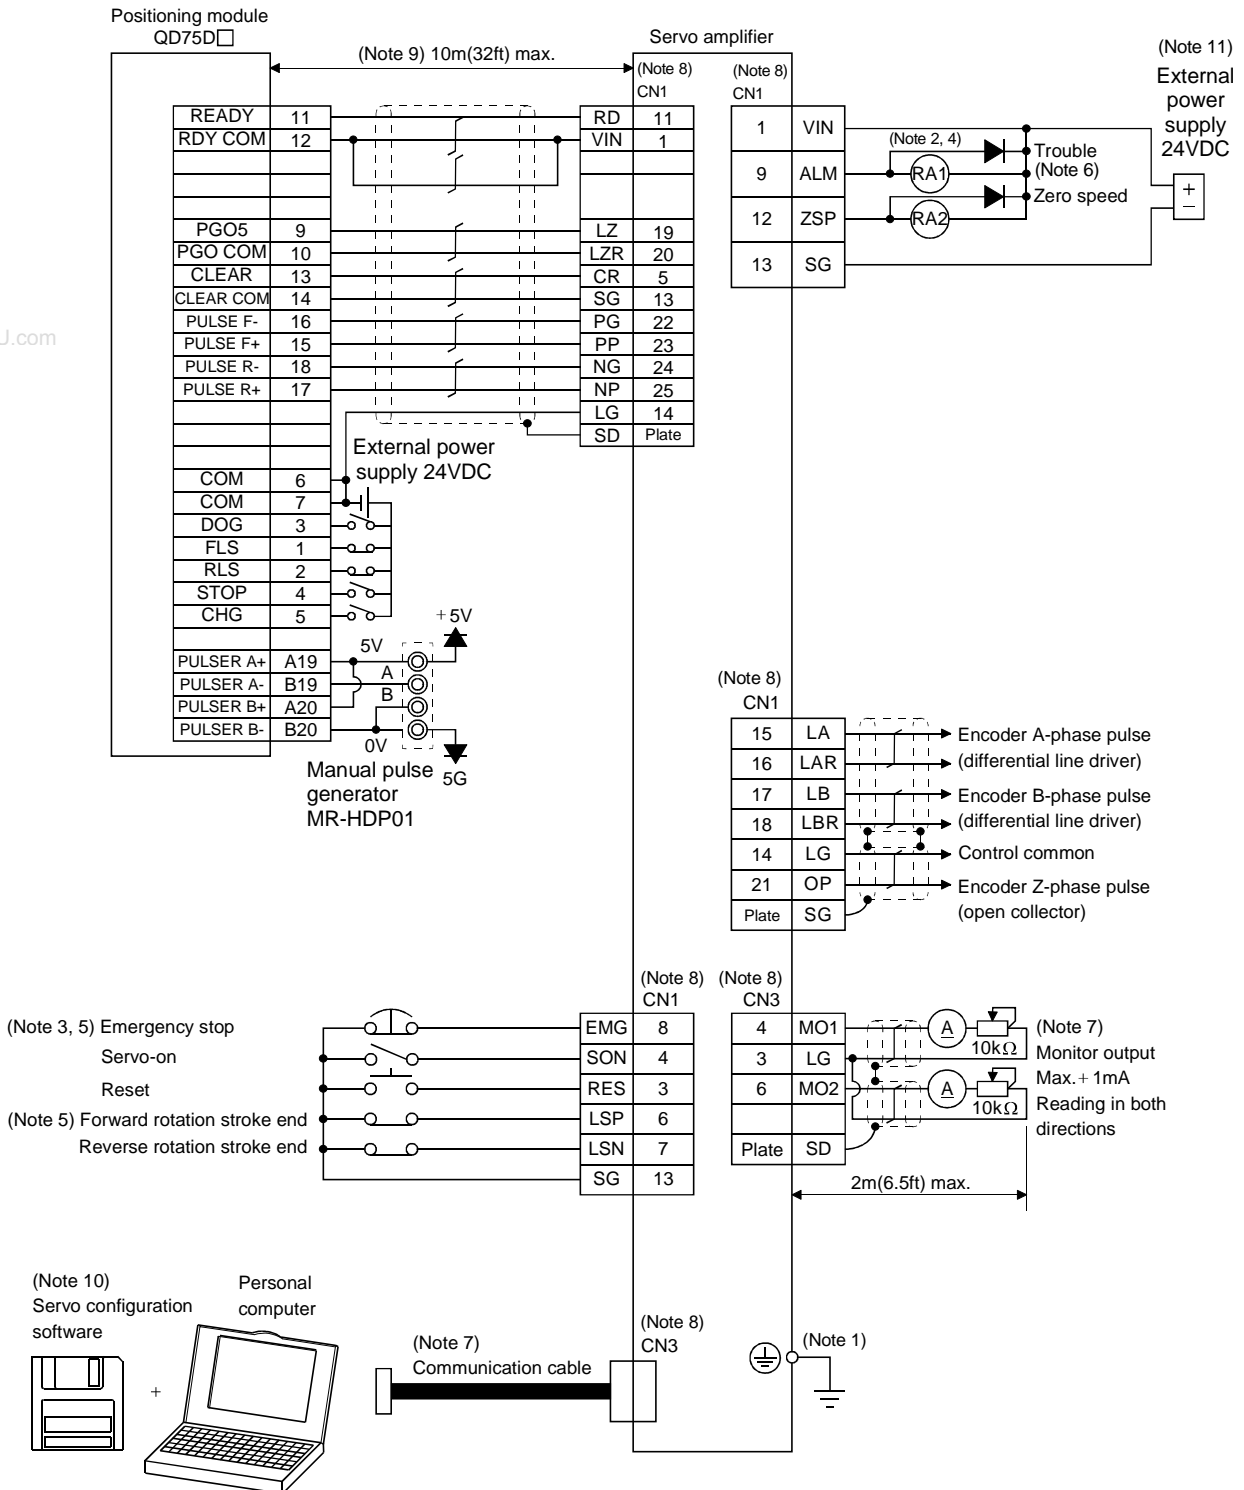 Positioning module
QD75D□
(Note 9) 10m(32ft) max.
Servo amplifier
(Note 8)
CN1
READY 11
RDY COM 12
PGO5 9
PGO COM 10
CLEAR 13
CLEAR COM 14
PULSE F- 16
PULSE F+ 15
PULSE R- 18
PULSE R+ 17
COM 6
COM 7
DOG 3
FLS 1
RLS 2
STOP 4
CHG 5
PULSER A+ A19
PULSER A- B19
PULSER B+ A20
PULSER B- B20
RD 11
VIN 1
LZ 19
LZR 20
CR 5
SG 13
PG 22
PP 23
NG 24
NP 25
LG 14
SD Plate
External power
supply 24VDC
+5V
5V
A
B
0V
5G
Manual pulse
generator
MR-HDP01
(Note 8)
CN1
1 VIN
9 ALM
12 ZSP
13 SG
(Note 2, 4)
RA1
RA2
Trouble
(Note 6)
Zero speed
(Note 11)
External
power
supply
24VDC
+
−
U.com
(Note 8)
CN1
15 LA
16 LAR
17 LB
18 LBR
14 LG
21 OP
Plate SG
Encoder A-phase pulse
(differential line driver)
Encoder B-phase pulse
(differential line driver)
Control common
Encoder Z-phase pulse
(open collector)
(Note 3, 5) Emergency stop
Servo-on
Reset
(Note 5) Forward rotation stroke end
Reverse rotation stroke end
(Note 8)
CN1
EMG 8
SON 4
RES 3
LSP 6
LSN 7
SG 13
(Note 8)
CN3
4 MO1
3 LG
6 MO2
Plate SD
A
10kΩ
A
10kΩ
(Note 7)
Monitor output
Max.+1mA
Reading in both
directions
2m(6.5ft) max.
(Note 10)
Servo configuration
software
+
Personal
computer
(Note 7)
Communication cable
(Note 8)
CN3
(Note 1)